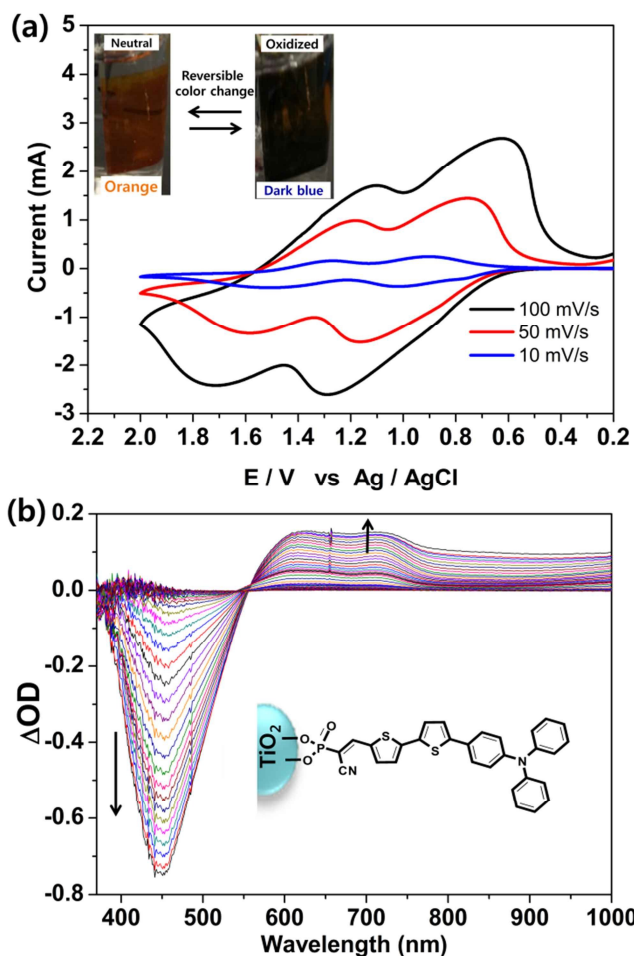 (a)
Neutral
Oxidized
Reversible
color change
Orange
Dark blue
5
4
3
2
1
0
-1
-2
-3
Current (mA)
100 mV/s
50 mV/s
10 mV/s
2.2 2.0 1.8 1.6 1.4 1.2 1.0 0.8 0.6 0.4 0.2
E / V vs Ag / AgCl
(b)
0.2
0.0
-0.2
-0.4
-0.6
-0.8
ΔOD
TiO2
O
O
O
P
CN
S
S
N
400 500 600 700 800 900 1000
Wavelength (nm)